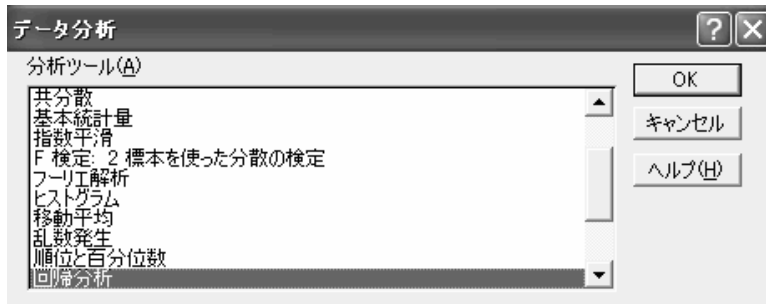 データ分析
分析ツール(A)
共分散
基本統計量
指数平滑
F 検定: 2 標本を使った分散の検定
フーリエ解析
ヒストグラム
移動平均
乱数発生
順位と百分位数
回帰分析
OK
キャンセル
ヘルプ(H)